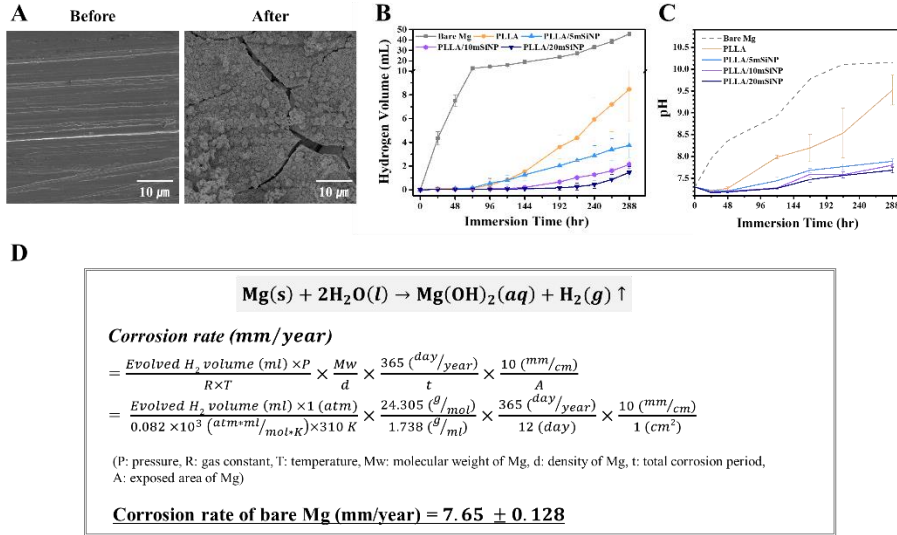 A
Before
After
10 μm
10 μm
B
Bare Mg
PLLA
PLLA/5mSiNP
PLLA/10mSiNP
PLLA/20mSiNP
Hydrogen Volume (mL)
50
40
30
20
10
8
6
4
2
0
0 48 96 144 192 240 288
Immersion Time (hr)
C
Bare Mg
PLLA
PLLA/5mSiNP
PLLA/10mSiNP
PLLA/20mSiNP
pH
10.5
10.0
9.5
9.0
8.5
8.0
7.5
0 48 96 144 192 240 288
Immersion Time (hr)
D
Mg(s) + 2H₂O(l) → Mg(OH)₂(aq) + H₂(g) ↑
Corrosion rate (mm/year)
= Evolved H₂ volume (ml) ×P / R×T × Mw / d × 365 (day/year) / t × 10 (mm/cm) / A
= Evolved H₂ volume (ml) ×1 (atm) / 0.082 ×10³ (atm∗ml/mol∗K)×310 K × 24.305 (g/mol) / 1.738 (g/ml) × 365 (day/year) / 12 (day) × 10 (mm/cm) / 1 (cm²)
(P: pressure, R: gas constant, T: temperature, Mw: molecular weight of Mg, d: density of Mg, t: total corrosion period,
A: exposed area of Mg)
Corrosion rate of bare Mg (mm/year) = 7.65 ±0.128